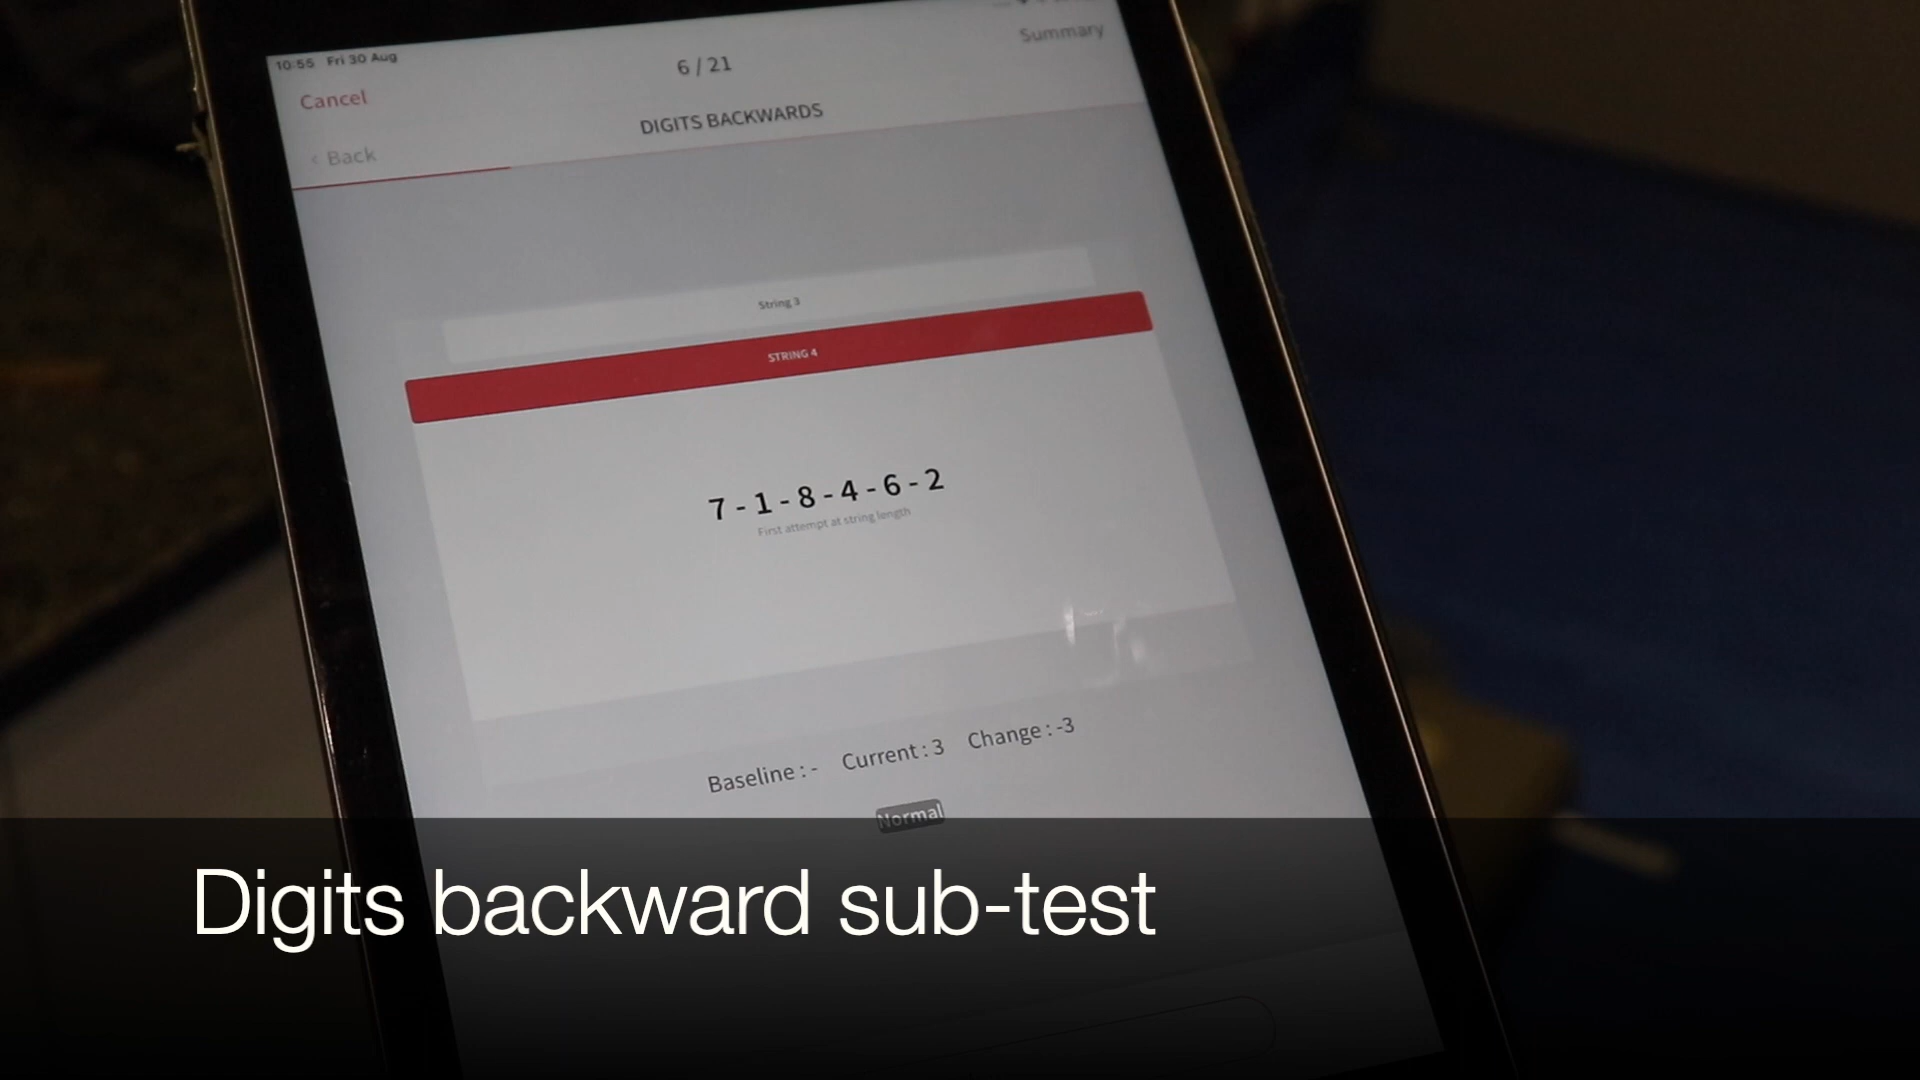 10:55 Fri 30 Aug
Summary
6 / 21
Cancel
DIGITS BACKWARDS
‹ Back
String 3
STRING 4
7 - 1 - 8 - 4 - 6 - 2
First attempt at string length
Baseline : - Current : 3 Change : -3
Normal
Digits backward sub-test